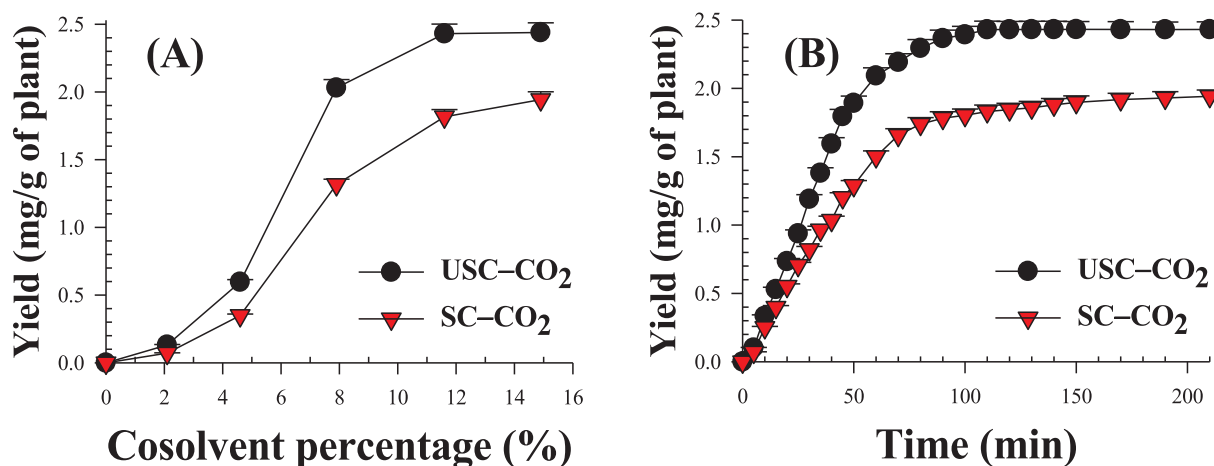 (A)
Yield (mg/g of plant)
2.5
2.0
1.5
1.0
0.5
0.0
USC–CO₂
SC–CO₂
0 2 4 6 8 10 12 14 16
Cosolvent percentage (%)
(B)
Yield (mg/g of plant)
2.5
2.0
1.5
1.0
0.5
0.0
USC–CO₂
SC–CO₂
0 50 100 150 200
Time (min)